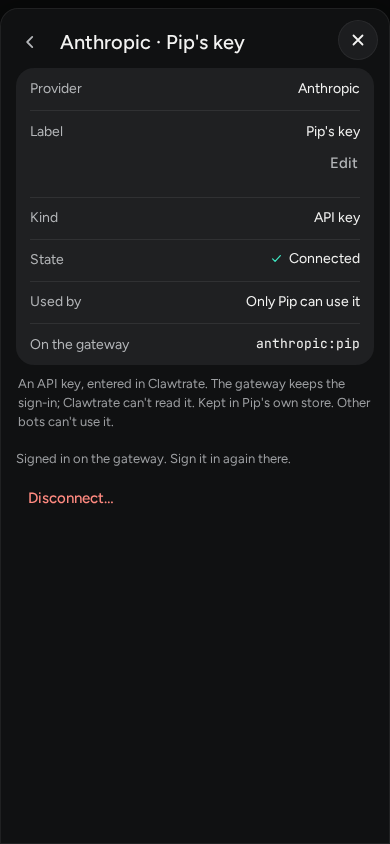 Anthropic · Pip's key
Provider Anthropic
Label Pip's key
Edit
Kind API key
State Connected
Used by Only Pip can use it
On the gateway anthropic:pip
An API key, entered in Clawtrate. The gateway keeps the
sign-in; Clawtrate can't read it. Kept in Pip's own store. Other
bots can't use it.
Signed in on the gateway. Sign it in again there.
Disconnect...